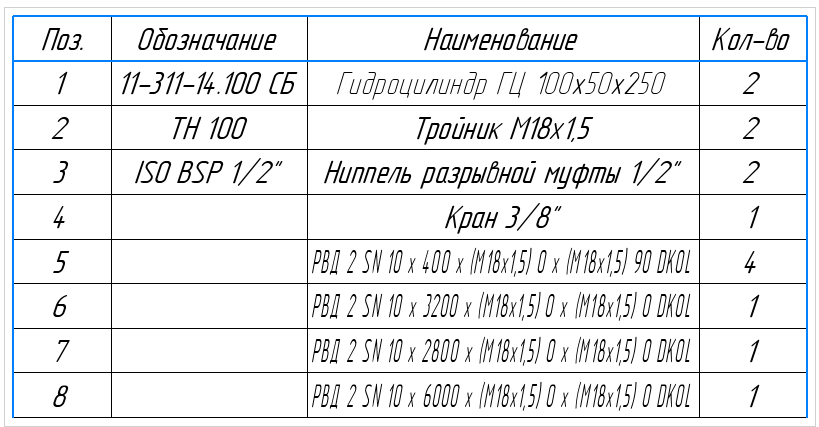 Поз. Обозначание Наименование Кол-во
1 11-311-14.100 СБ Гидроцилиндр ГЦ 100х50х250 2
2 ТН 100 Тройник М18х1,5 2
3 ISO BSP 1/2" Ниппель разрывной муфты 1/2" 2
4 Кран 3/8" 1
5 РВД 2 SN 10 х 400 х (М18х1,5) 0 х (М18х1,5) 90 DKOL 4
6 РВД 2 SN 10 х 3200 х (М18х1,5) 0 х (М18х1,5) 0 DKOL 1
7 РВД 2 SN 10 х 2800 х (М18х1,5) 0 х (М18х1,5) 0 DKOL 1
8 РВД 2 SN 10 х 6000 х (М18х1,5) 0 х (М18х1,5) 0 DKOL 1